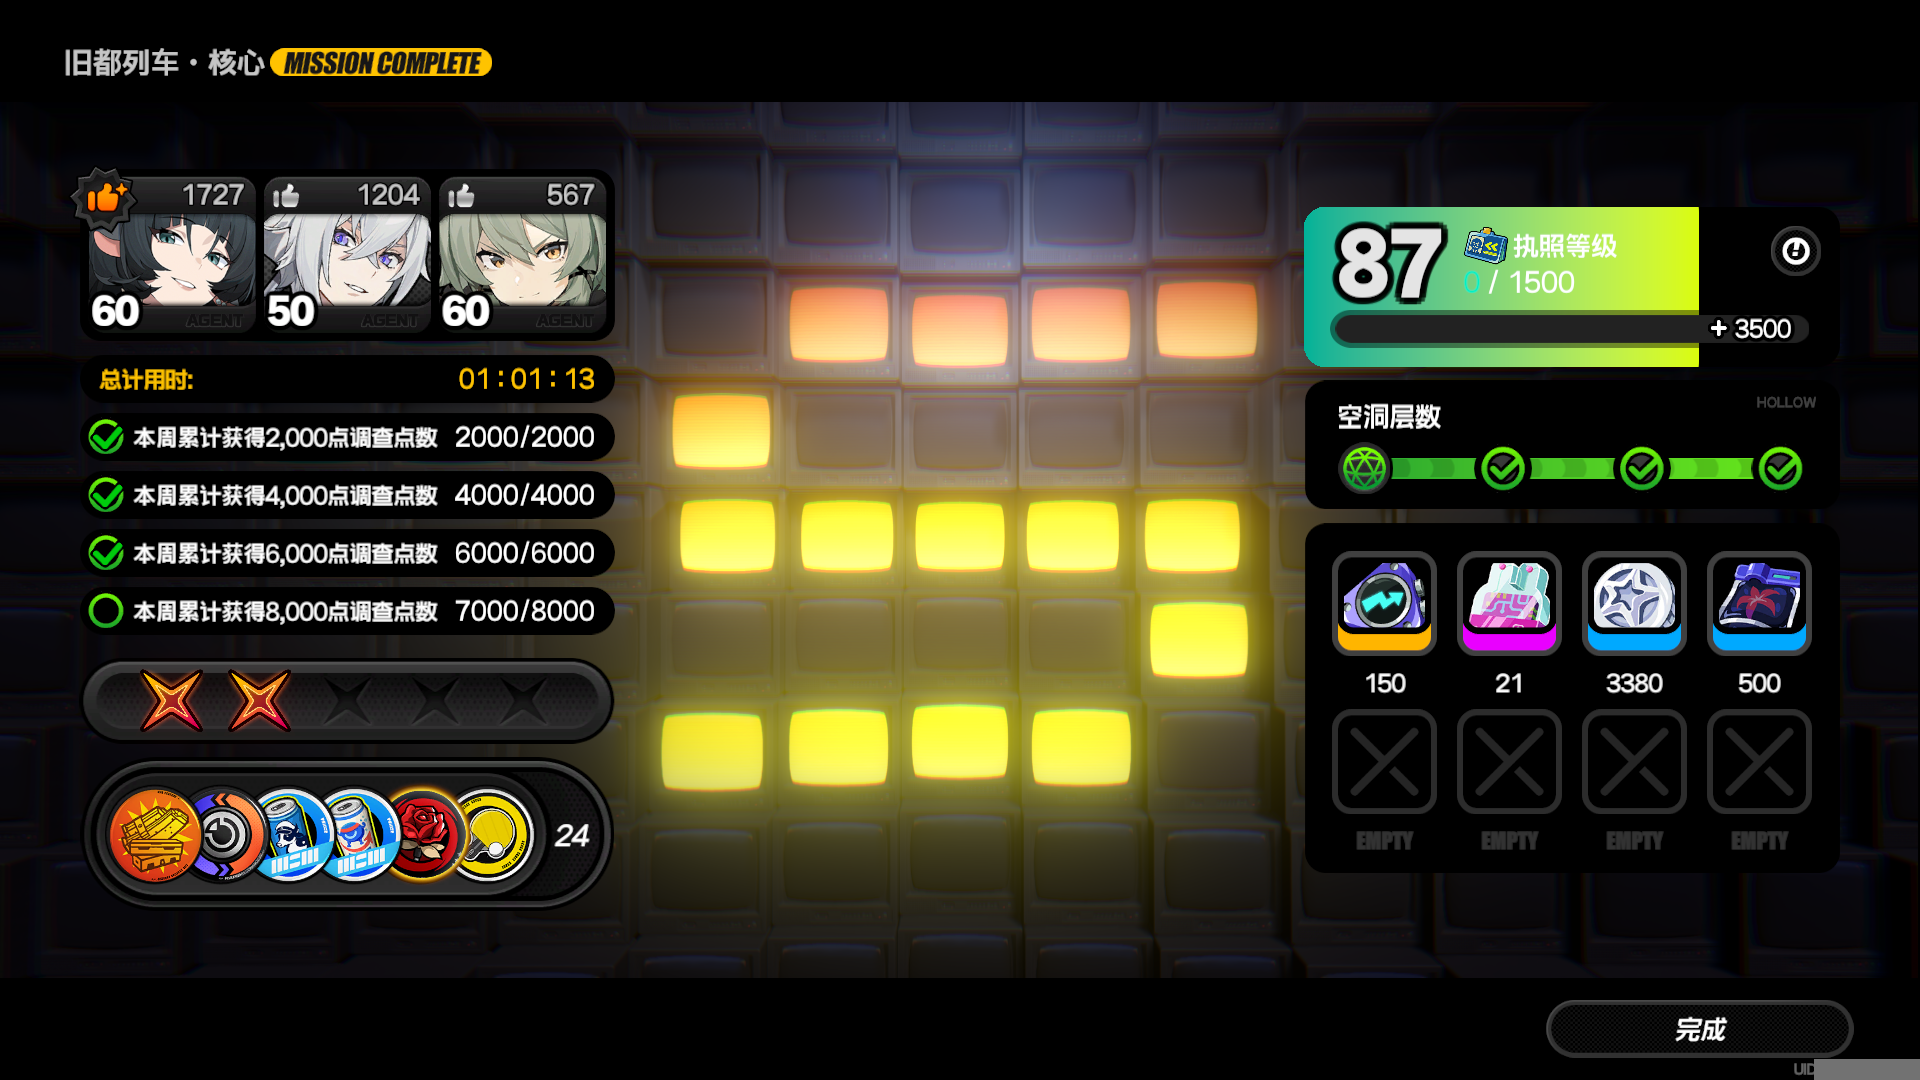 旧都列车·核心 MISSION COMPLETE
1727
1204
567
60
50
60
AGENT
AGENT
AGENT
总计用时: 01:01:13
本周累计获得2,000点调查点数 2000/2000
本周累计获得4,000点调查点数 4000/4000
本周累计获得6,000点调查点数 6000/6000
本周累计获得8,000点调查点数 7000/8000
24
87 执照等级
0 / 1500
+ 3500
空洞层数 HOLLOW
150
21
3380
500
EMPTY
EMPTY
EMPTY
EMPTY
完成
UID